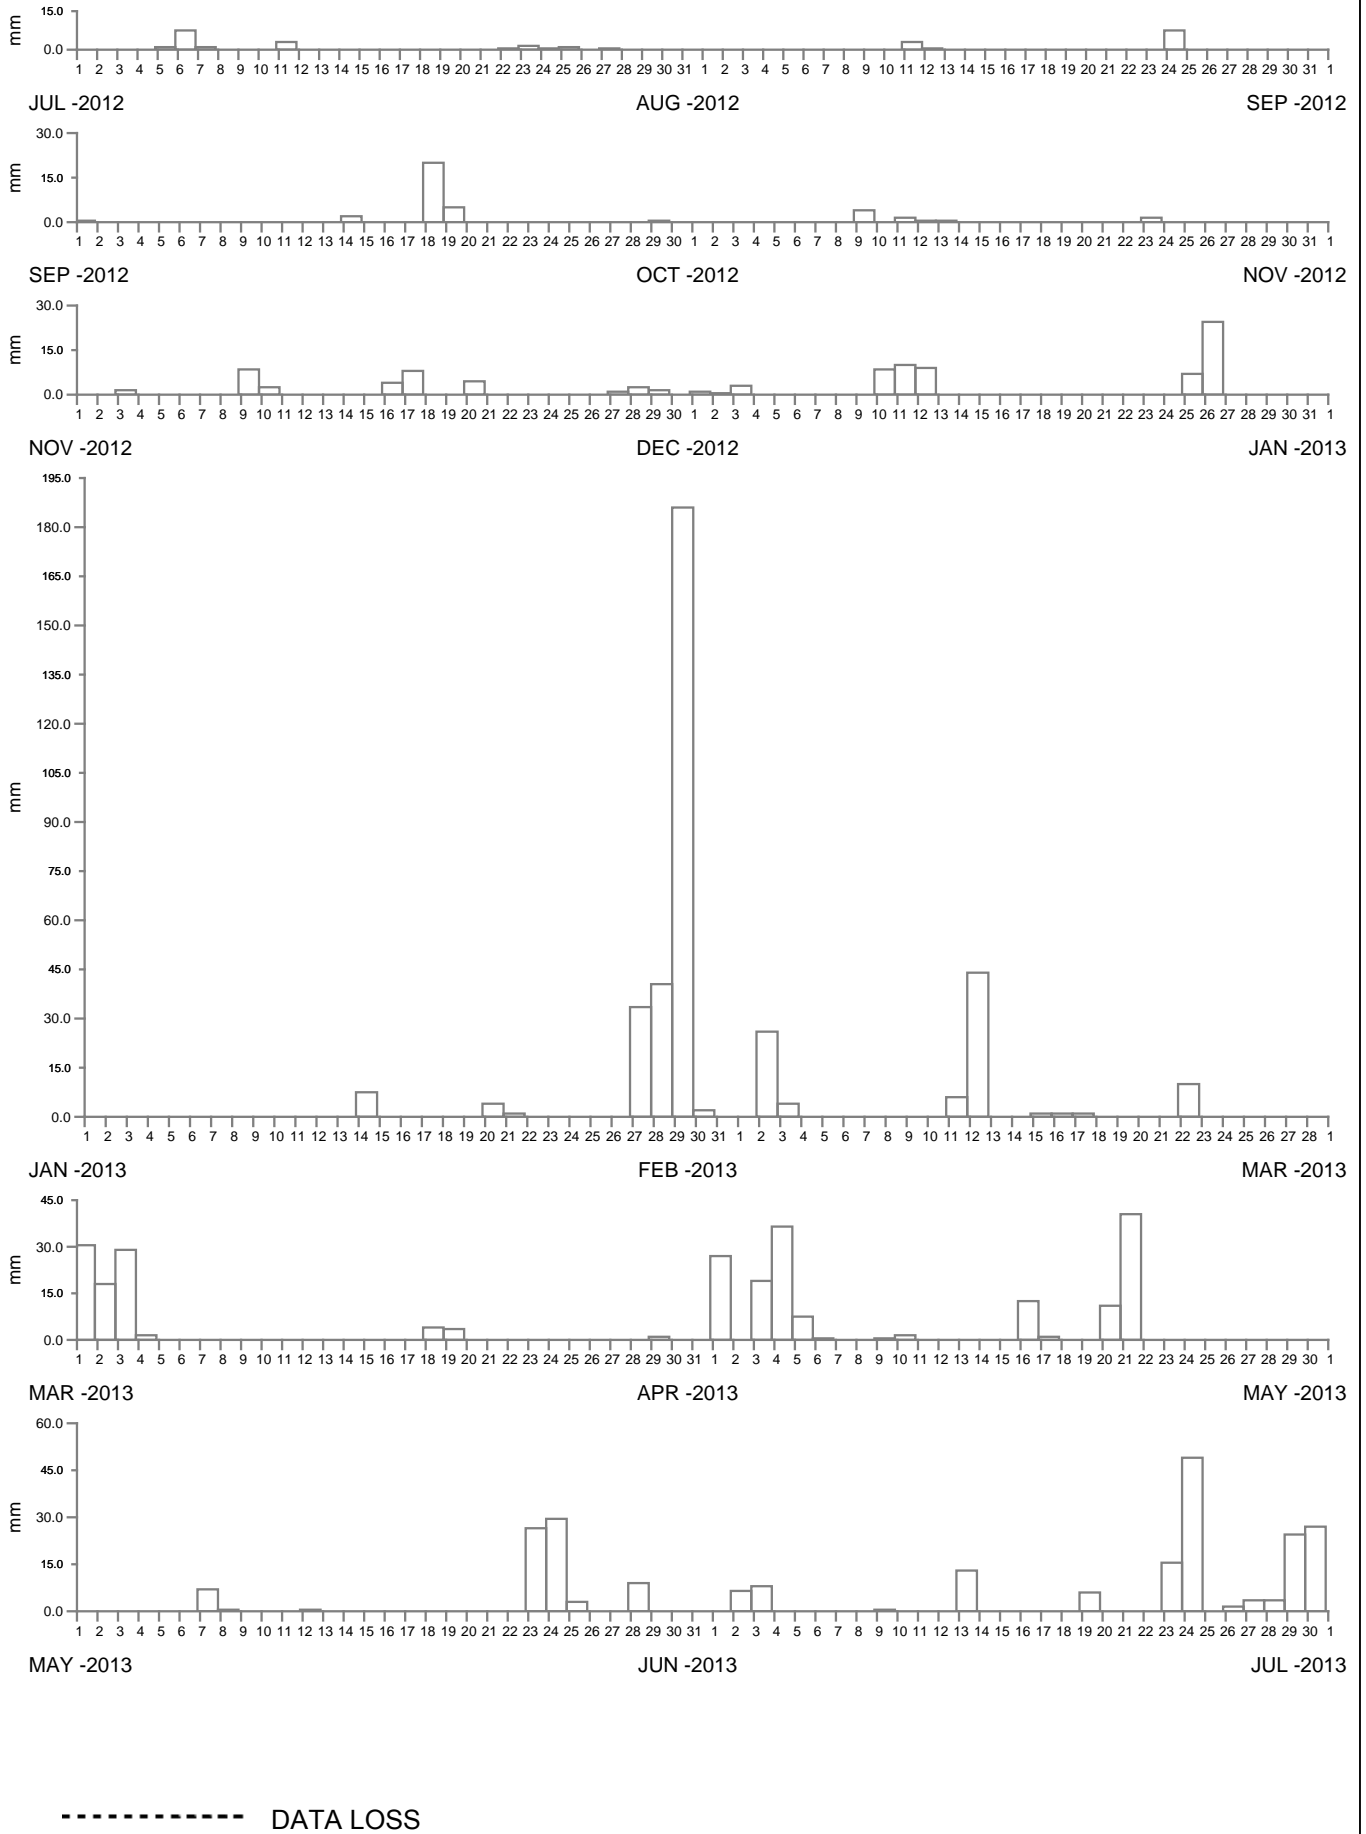 15.0
mm
0.0
1 2 3 4 5 6 7 8 9 10 11 12 13 14 15 16 17 18 19 20 21 22 23 24 25 26 27 28 29 30 31 1 2 3 4 5 6 7 8 9 10 11 12 13 14 15 16 17 18 19 20 21 22 23 24 25 26 27 28 29 30 31 1
JUL -2012 AUG -2012 SEP -2012
30.0
mm
15.0
0.0
1 2 3 4 5 6 7 8 9 10 11 12 13 14 15 16 17 18 19 20 21 22 23 24 25 26 27 28 29 30 1 2 3 4 5 6 7 8 9 10 11 12 13 14 15 16 17 18 19 20 21 22 23 24 25 26 27 28 29 30 31 1
SEP -2012 OCT -2012 NOV -2012
30.0
mm
15.0
0.0
1 2 3 4 5 6 7 8 9 10 11 12 13 14 15 16 17 18 19 20 21 22 23 24 25 26 27 28 29 30 1 2 3 4 5 6 7 8 9 10 11 12 13 14 15 16 17 18 19 20 21 22 23 24 25 26 27 28 29 30 31 1
NOV -2012 DEC -2012 JAN -2013
195.0
180.0
165.0
150.0
135.0
120.0
105.0
mm
90.0
75.0
60.0
45.0
30.0
15.0
0.0
1 2 3 4 5 6 7 8 9 10 11 12 13 14 15 16 17 18 19 20 21 22 23 24 25 26 27 28 29 30 31 1 2 3 4 5 6 7 8 9 10 11 12 13 14 15 16 17 18 19 20 21 22 23 24 25 26 27 28 1
JAN -2013 FEB -2013 MAR -2013
45.0
30.0
mm
15.0
0.0
1 2 3 4 5 6 7 8 9 10 11 12 13 14 15 16 17 18 19 20 21 22 23 24 25 26 27 28 29 30 31 1 2 3 4 5 6 7 8 9 10 11 12 13 14 15 16 17 18 19 20 21 22 23 24 25 26 27 28 29 30 1
MAR -2013 APR -2013 MAY -2013
60.0
45.0
30.0
mm
15.0
0.0
1 2 3 4 5 6 7 8 9 10 11 12 13 14 15 16 17 18 19 20 21 22 23 24 25 26 27 28 29 30 31 1 2 3 4 5 6 7 8 9 10 11 12 13 14 15 16 17 18 19 20 21 22 23 24 25 26 27 28 29 30 1
MAY -2013 JUN -2013 JUL -2013
DATA LOSS